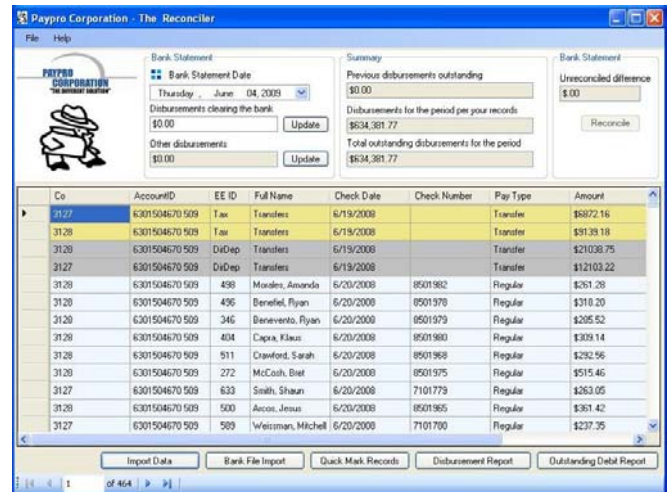 Paypro Corporation - The Reconciler
File Help
PAYPRO
CORPORATION
"THE DIFFERENT SOLUTION"
Bank Statement
Bank Statement Date
Thursday , June 04, 2009
Disbursements clearing the bank
$0.00 Update
Other disbursements
$0.00 Update
Summary
Previous disbursements outstanding
$0.00
Disbursements for the period per your records
$634,381.77
Total outstanding disbursements for the period
$634,381.77
Bank Statement
Unreconciled difference
$.00
Reconcile
Co AccountID EE ID Full Name Check Date Check Number Pay Type Amount
3127 6301504670 509 Tax Transfers 6/19/2008 Transfer $6872.16
3128 6301504670 509 Tax Transfers 6/19/2008 Transfer $9139.18
3128 6301504670 509 DirDep Transfers 6/19/2008 Transfer $21038.75
3127 6301504670 509 DirDep Transfers 6/19/2008 Transfer $12103.22
3128 6301504670 509 498 Morales, Amanda 6/20/2008 8501982 Regular $261.28
3128 6301504670 509 496 Benefiel, Ryan 6/20/2008 8501978 Regular $318.20
3128 6301504670 509 346 Benevento, Ryan 6/20/2008 8501979 Regular $205.52
3128 6301504670 509 404 Capra, Klaus 6/20/2008 8501980 Regular $309.14
3128 6301504670 509 511 Crawford, Sarah 6/20/2008 8501968 Regular $292.56
3128 6301504670 509 272 McCosh, Bret 6/20/2008 8501975 Regular $515.46
3127 6301504670 509 633 Smith, Shaun 6/20/2008 7101779 Regular $263.05
3128 6301504670 509 500 Arcos, Jesus 6/20/2008 8501965 Regular $361.42
3127 6301504670 509 589 Weissman, Mitchell 6/20/2008 7101780 Regular $237.35
Import Data Bank File Import Quick Mark Records Disbursement Report Outstanding Debit Report
1 of 464